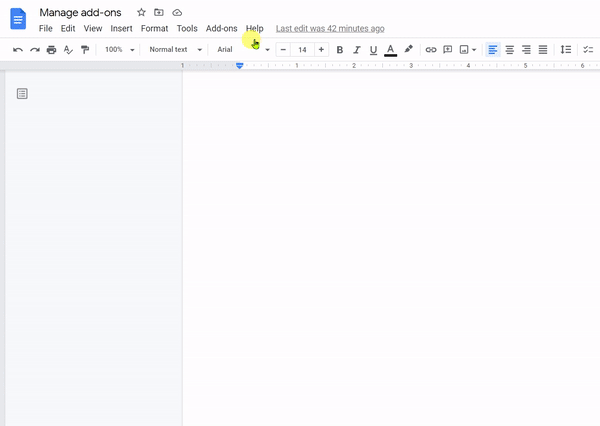 Manage add-ons
File Edit View Insert Format Tools Add-ons Help Last edit was 42 minutes ago
100% Normal text Arial 14 B I U A
1 1 2 3 4 5 6